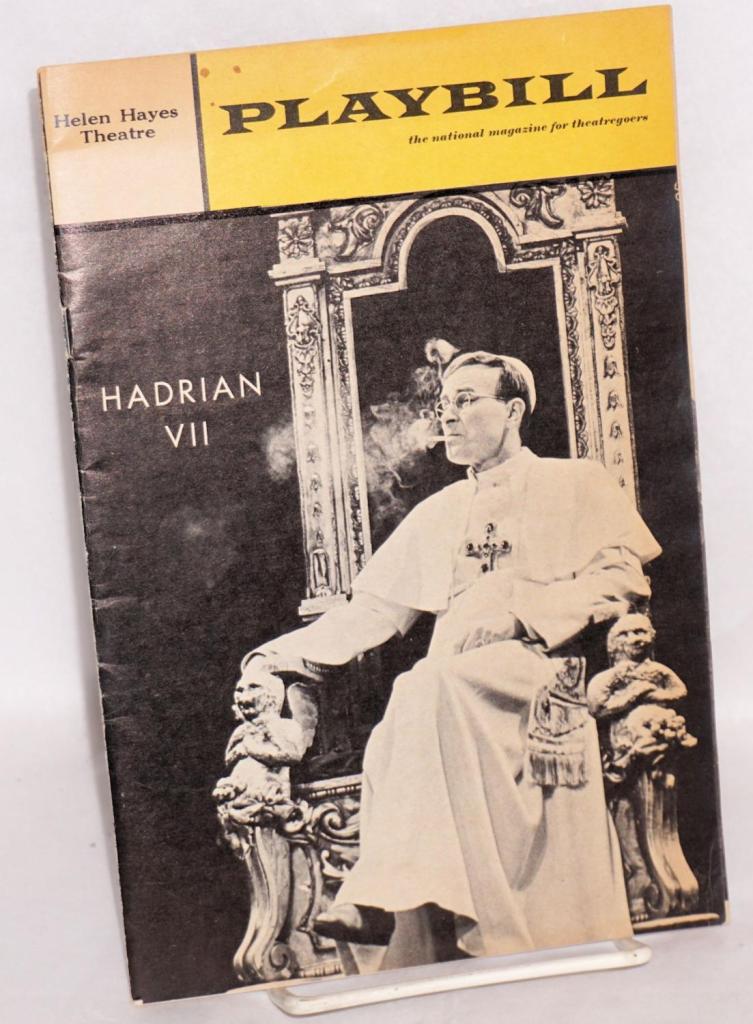 Helen Hayes
Theatre
PLAYBILL
the national magazine for theatregoers
HADRIAN
VII